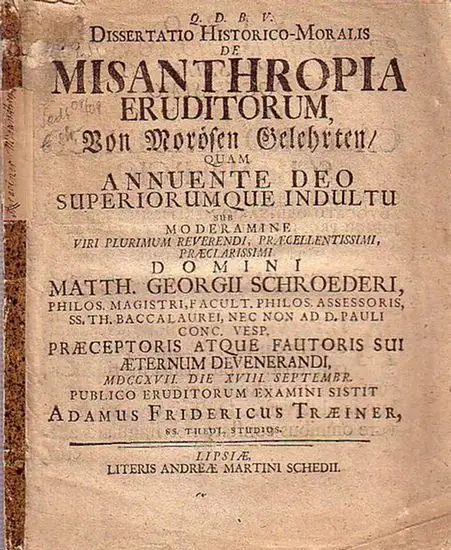 Q. D. B. V.
DISSERTATIO HISTORICO-MORALIS
DE
MISANTHROPIA
ERUDITORUM,
Von Morösen Gelehrten/
QUAM
ANNUENTE DEO
SUPERIORUMQUE INDULTU
SUB
MODERAMINE
VIRI PLURIMUM REVERENDI, PRÆCELLENTISSIMI,
PRÆCLARISSIMI
DOMINI
MATTH. GEORGII SCHROEDERI,
PHILOS. MAGISTRI, FACULT. PHILOS. ASSESSORIS,
SS. TH. BACCALAUREI, NEC NON AD D. PAULI
CONC. VESP.
PRÆCEPTORIS ATQUE FAUTORIS SUI
ÆTERNUM DEVENERANDI,
MDCCXVII. DIE XVIII. SEPTEMBR.
PUBLICO ERUDITORUM EXAMINI SISTIT
ADAMUS FRIDERICUS TRÆINER,
SS. THEOL. STUDIOS.
LIPSIÆ,
LITERIS ANDREÆ MARTINI SCHEDII.